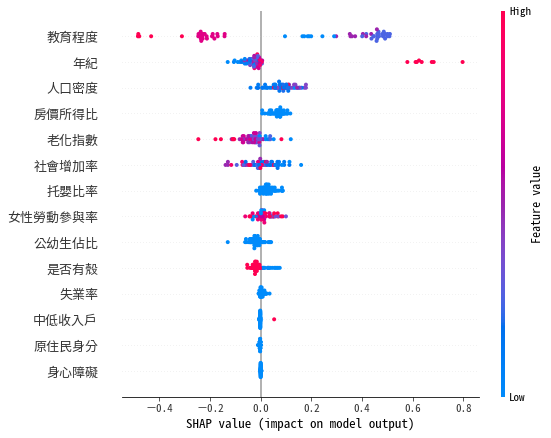 High
教育程度
年紀
人口密度
房價所得比
老化指數
社會增加率
托嬰比率
女性勞動參與率
公幼生佔比
是否有殼
失業率
中低收入戶
原住民身分
身心障礙
Feature value
Low
−0.4 −0.2 0.0 0.2 0.4 0.6 0.8
SHAP value (impact on model output)